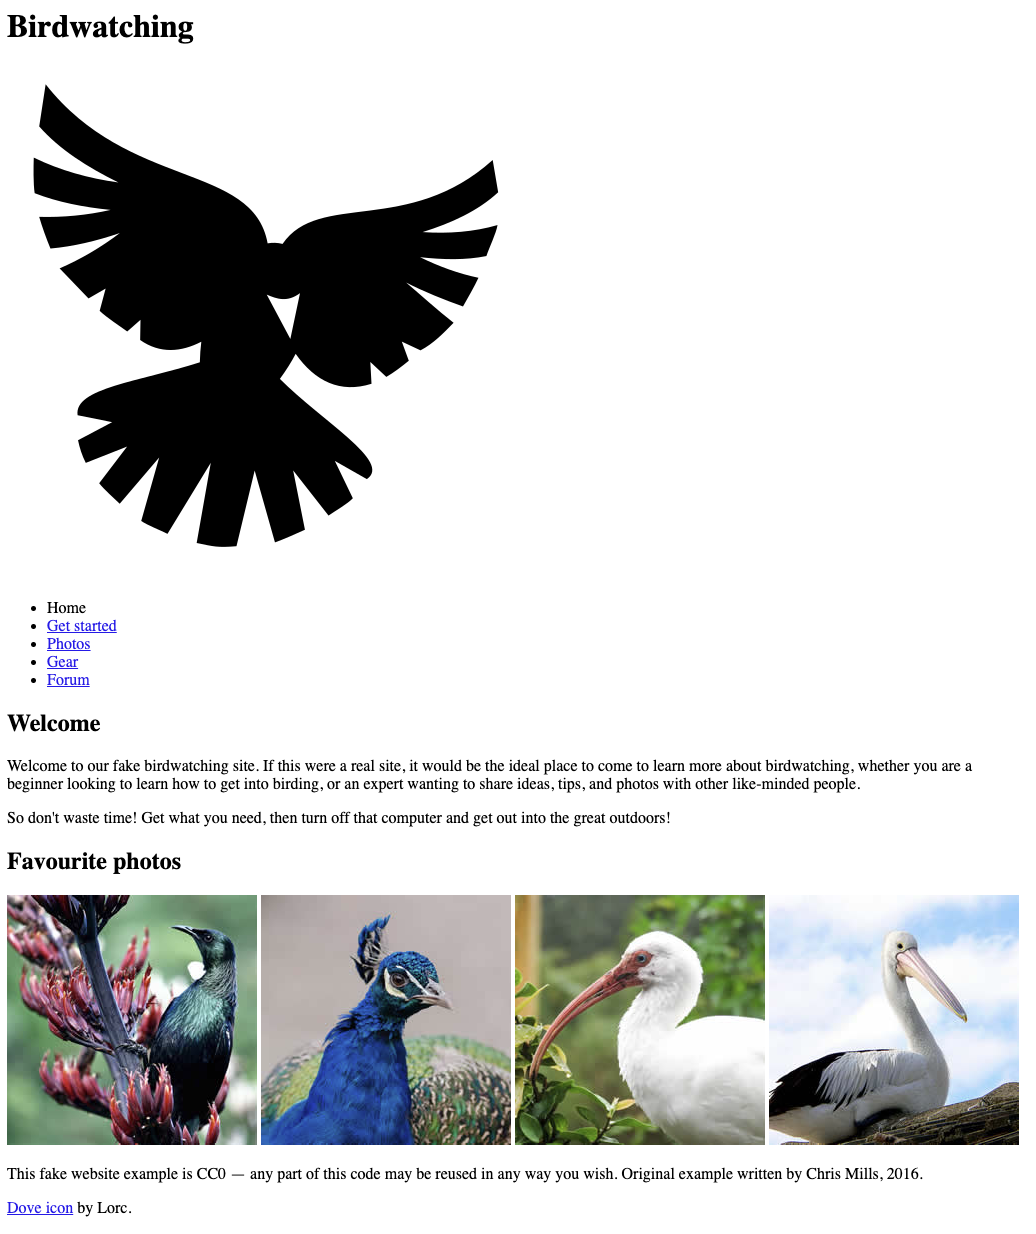 Birdwatching
Home
Get started
Photos
Gear
Forum
Welcome
Welcome to our fake birdwatching site. If this were a real site, it would be the ideal place to come to learn more about birdwatching, whether you are a
beginner looking to learn how to get into birding, or an expert wanting to share ideas, tips, and photos with other like-minded people.
So don't waste time! Get what you need, then turn off that computer and get out into the great outdoors!
Favourite photos
This fake website example is CC0 — any part of this code may be reused in any way you wish. Original example written by Chris Mills, 2016.
Dove icon by Lorc.